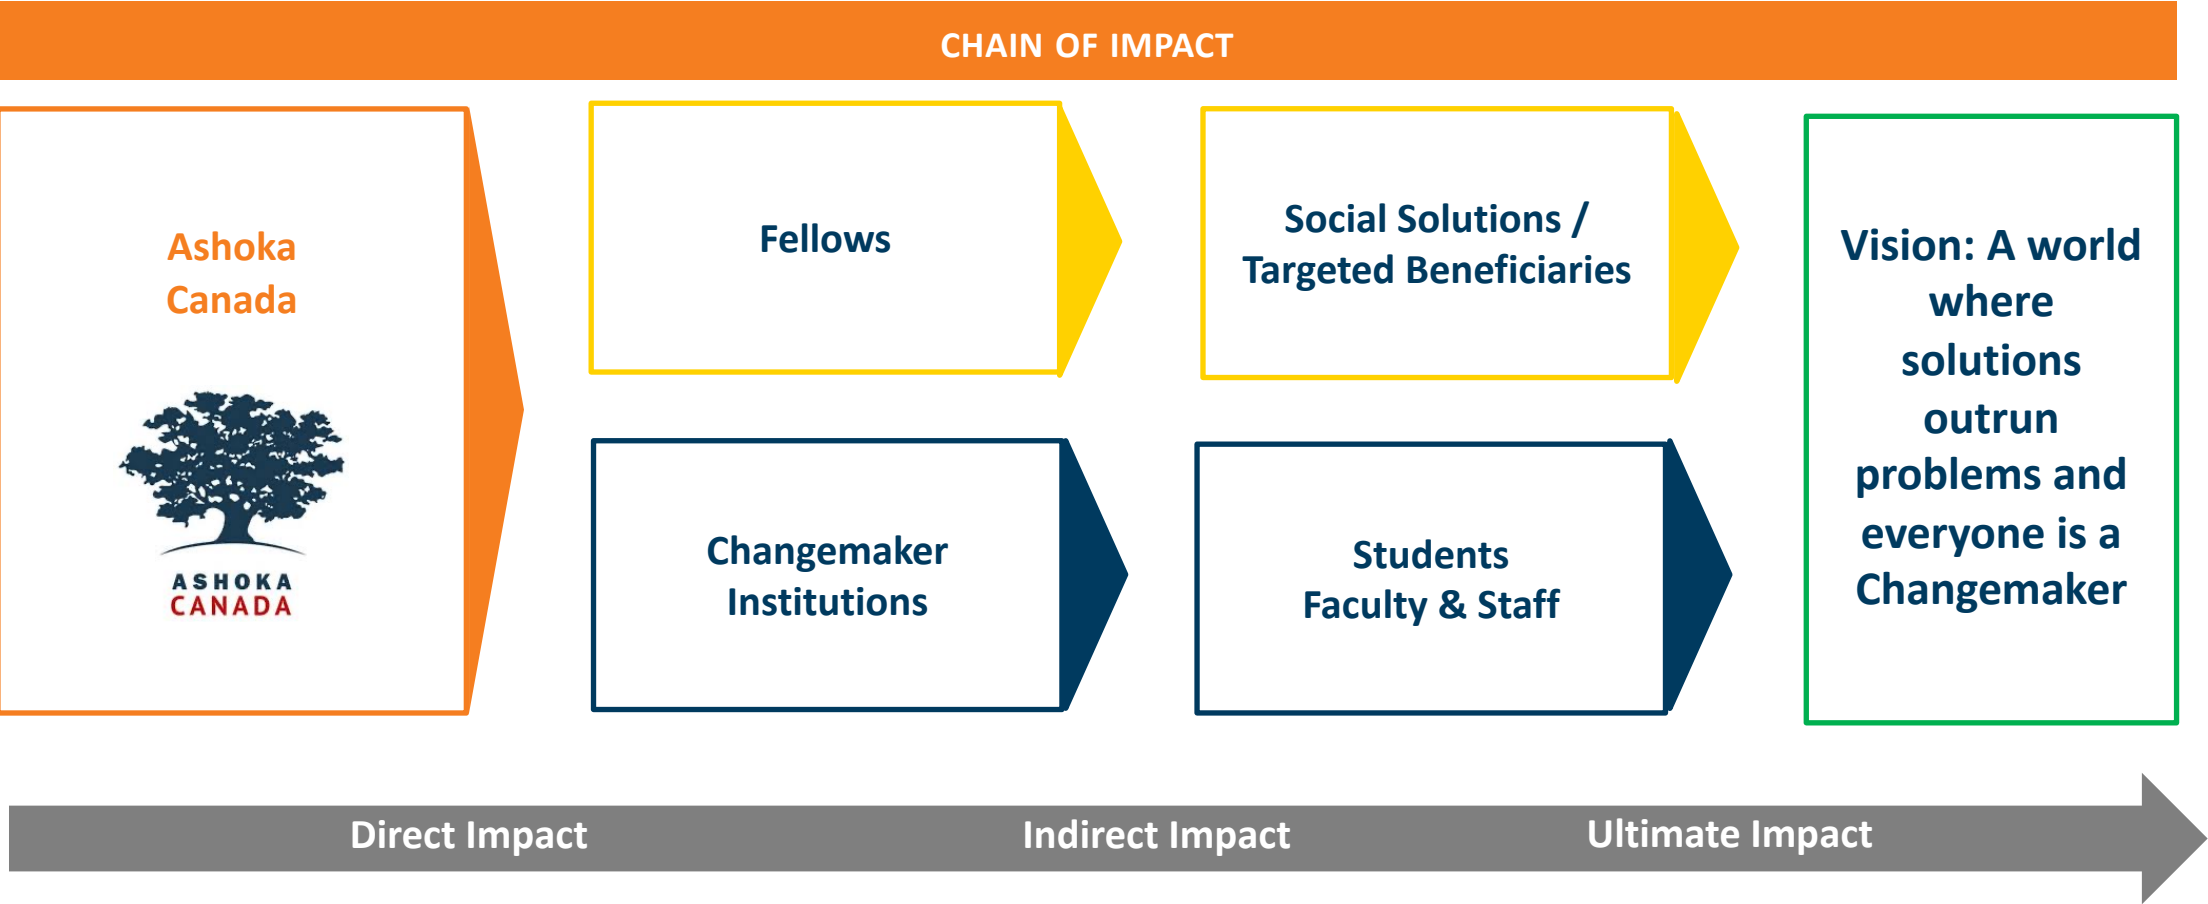 CHAIN OF IMPACT
Ashoka
Canada
ASHOKA
CANADA
Fellows
Changemaker
Institutions
Social Solutions /
Targeted Beneficiaries
Students
Faculty & Staff
Vision: A world
where
solutions
outrun
problems and
everyone is a
Changemaker
Direct Impact
Indirect Impact
Ultimate Impact